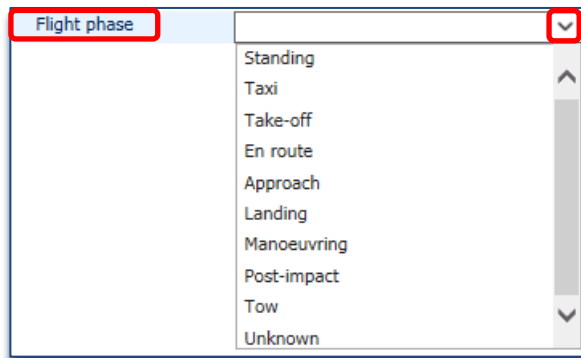 Flight phase
Standing
Taxi
Take-off
En route
Approach
Landing
Manoeuvring
Post-impact
Tow
Unknown